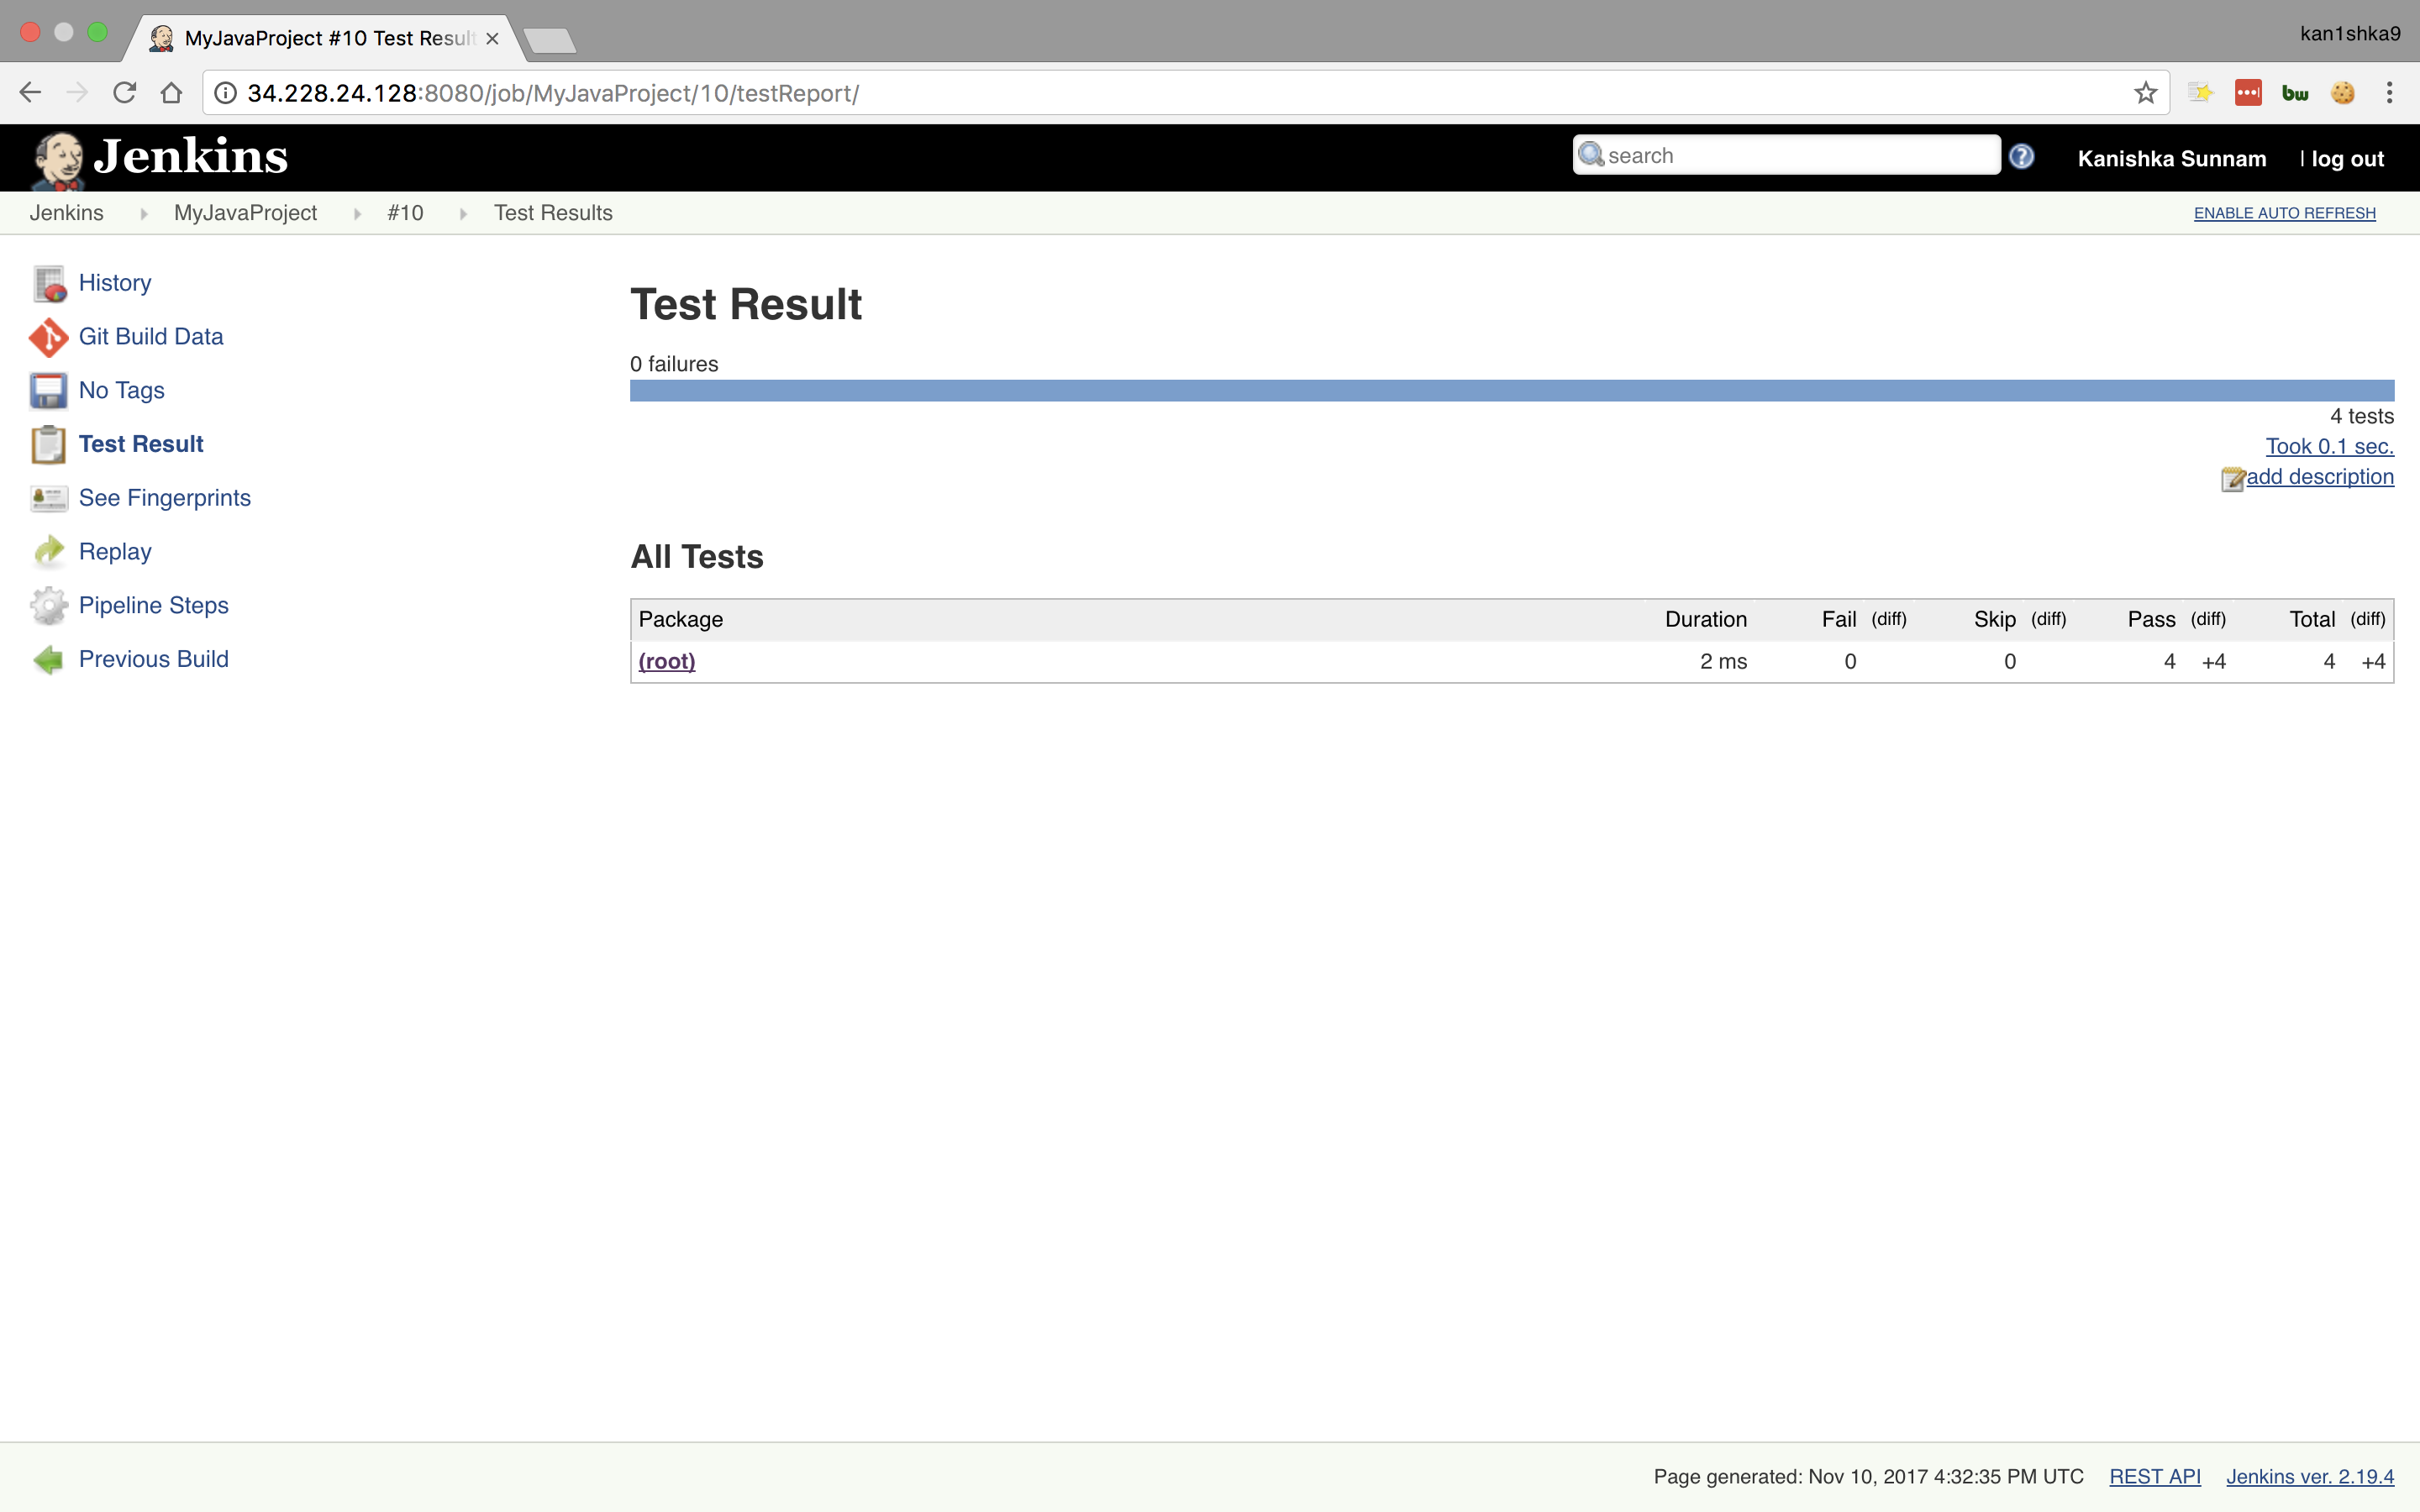 MyJavaProject #10 Test Result
kan1shka9
34.228.24.128:8080/job/MyJavaProject/10/testReport/
bw
Jenkins
search
Kanishka Sunnam | log out
Jenkins MyJavaProject #10 Test Results
ENABLE AUTO REFRESH
History
Git Build Data
No Tags
Test Result
See Fingerprints
Replay
Pipeline Steps
Previous Build
Test Result
0 failures
4 tests
Took 0.1 sec.
add description
All Tests
Package Duration Fail (diff) Skip (diff) Pass (diff) Total (diff)
(root) 2 ms 0 0 4 +4 4 +4
Page generated: Nov 10, 2017 4:32:35 PM UTC REST API Jenkins ver. 2.19.4